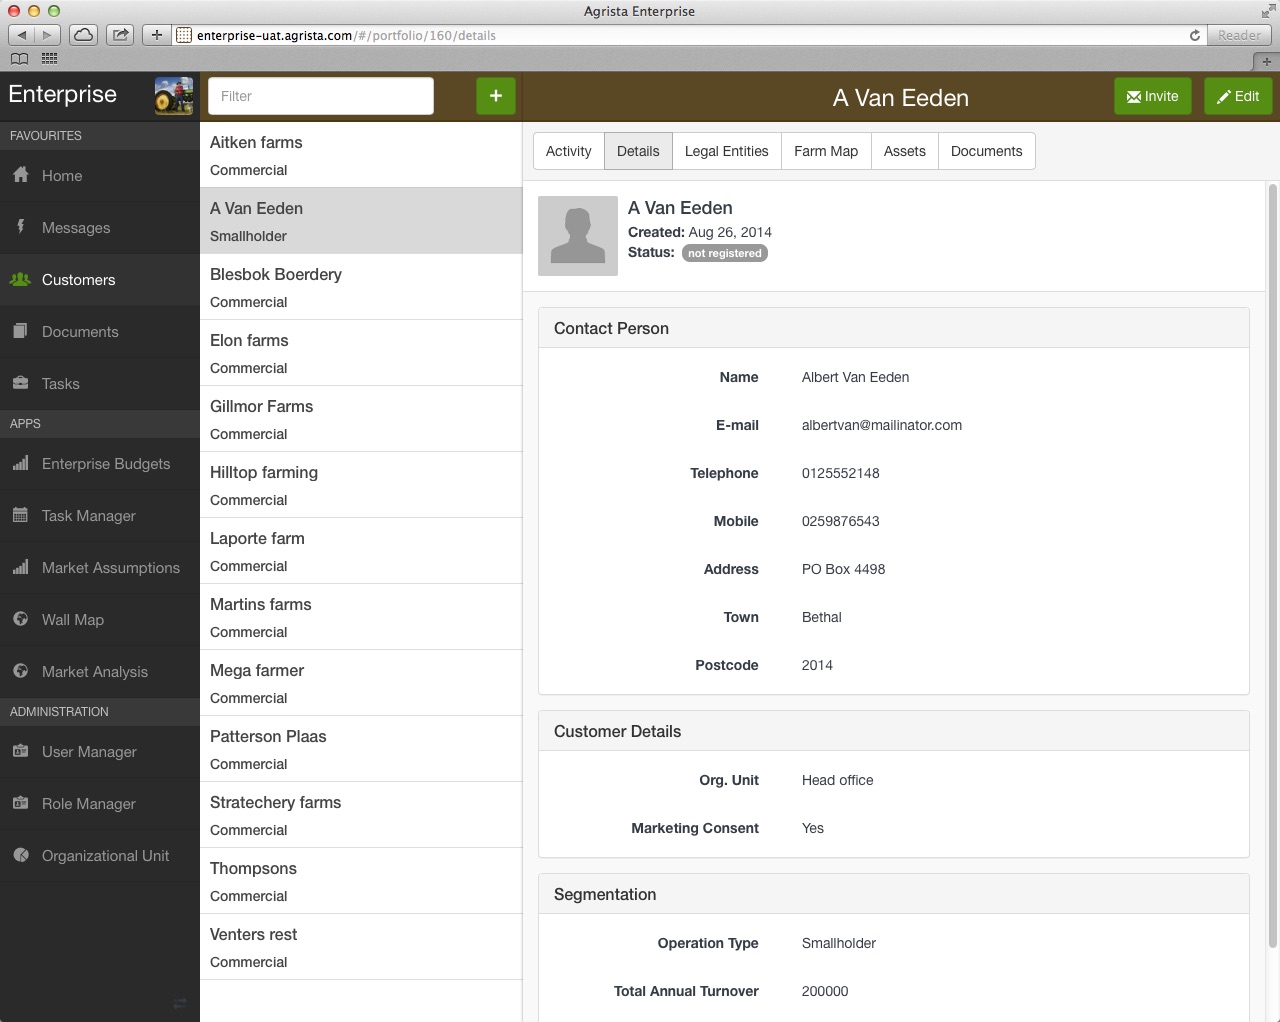 Agrista Enterprise
enterprise-uat.agrista.com/#/portfolio/160/details
Reader
Enterprise
FAVOURITES
Home
Messages
Customers
Documents
Tasks
APPS
Enterprise Budgets
Task Manager
Market Assumptions
Wall Map
Market Analysis
ADMINISTRATION
User Manager
Role Manager
Organizational Unit
Filter
Aitken farms
Commercial
A Van Eeden
Smallholder
Blesbok Boerdery
Commercial
Elon farms
Commercial
Gillmor Farms
Commercial
Hilltop farming
Commercial
Laporte farm
Commercial
Martins farms
Commercial
Mega farmer
Commercial
Patterson Plaas
Commercial
Stratechery farms
Commercial
Thompsons
Commercial
Venters rest
Commercial
A Van Eeden
Invite
Edit
Activity Details Legal Entities Farm Map Assets Documents
A Van Eeden
Created: Aug 26, 2014
Status: not registered
Contact Person
Name Albert Van Eeden
E-mail albertvan@mailinator.com
Telephone 0125552148
Mobile 0259876543
Address PO Box 4498
Town Bethal
Postcode 2014
Customer Details
Org. Unit Head office
Marketing Consent Yes
Segmentation
Operation Type Smallholder
Total Annual Turnover 200000